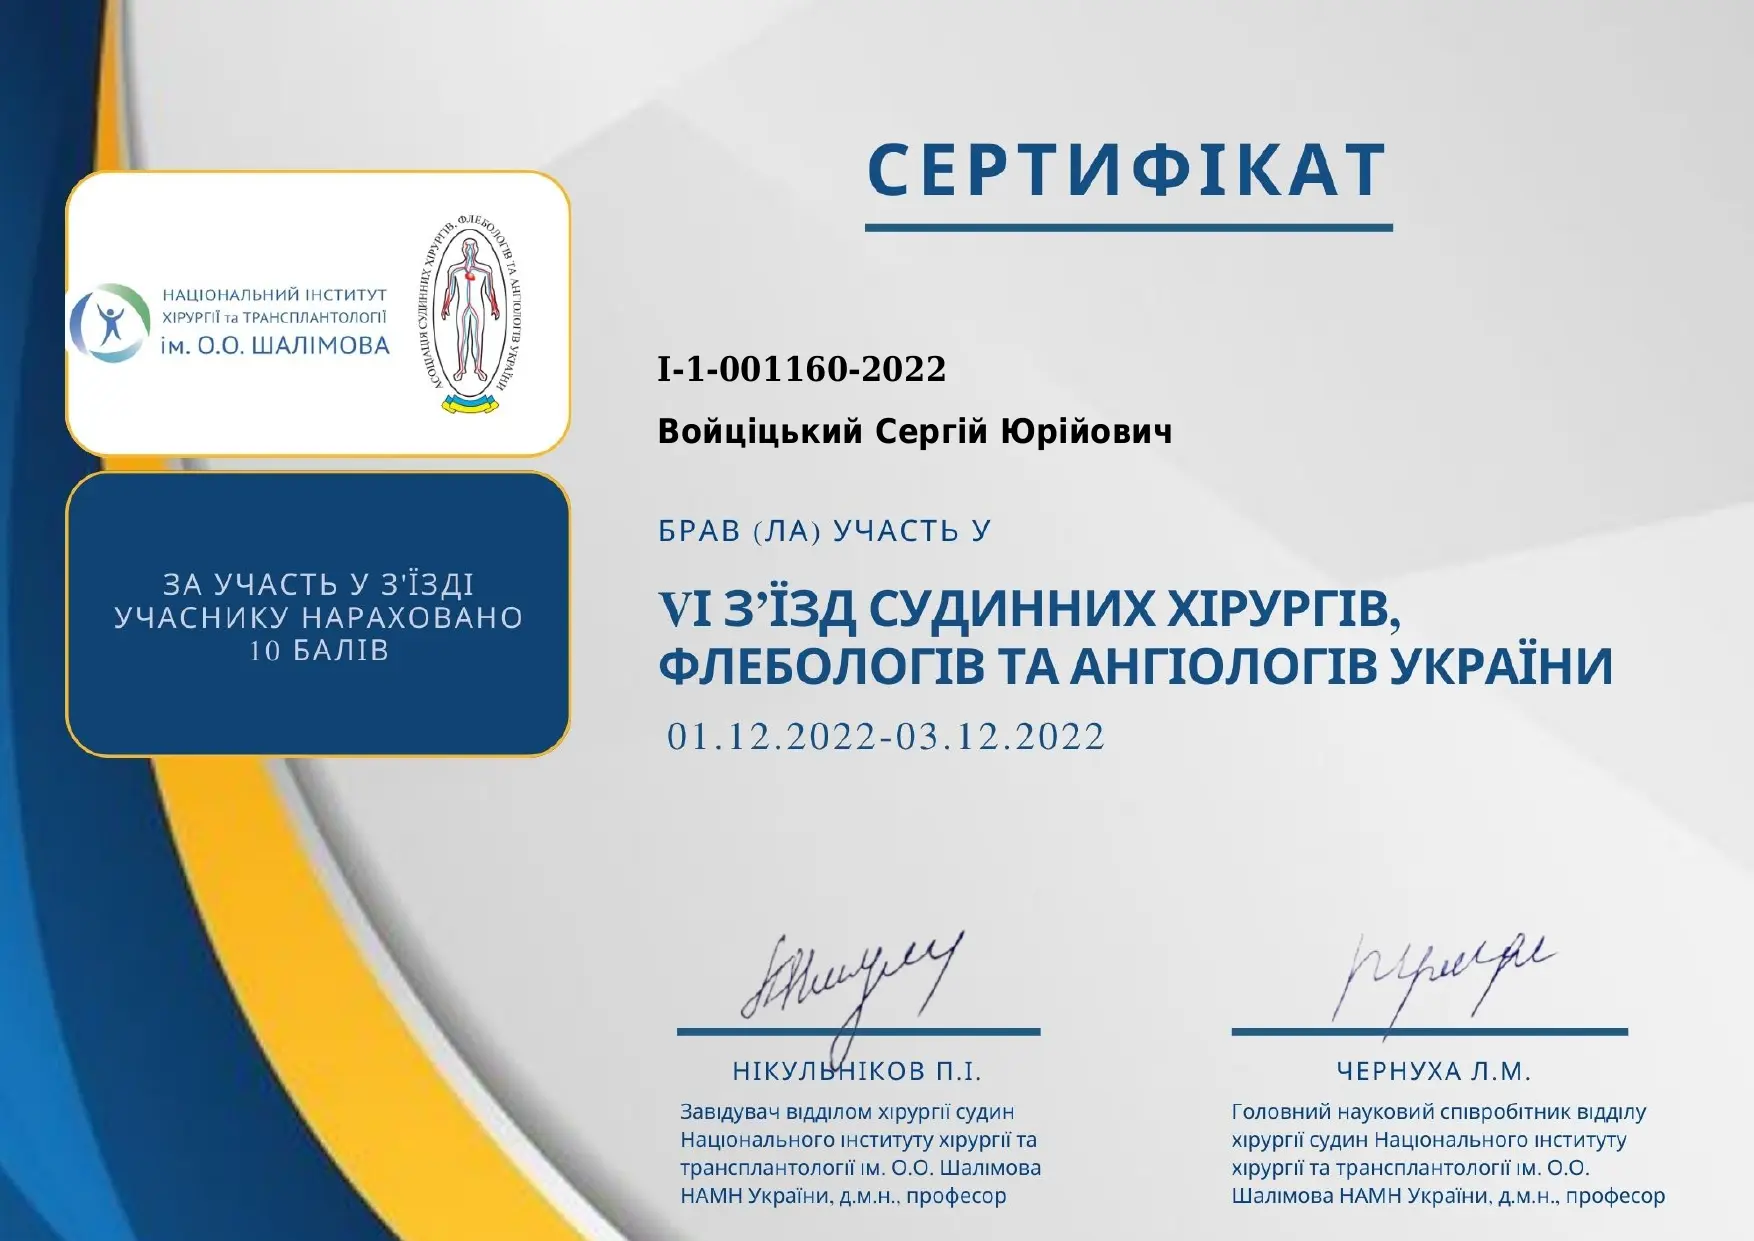 СЕРТИФІКАТ
НАЦІОНАЛЬНИЙ ІНСТИТУТ
ХІРУРГІЇ та ТРАНСПЛАНТОЛОГІЇ
ім. О.О. ШАЛІМОВА
АСОЦІАЦІЯ СУДИННИХ ХІРУРГІВ, ФЛЕБОЛОГІВ ТА АНГІОЛОГІВ УКРАЇНИ
I-1-001160-2022
Войціцький Сергій Юрійович
ЗА УЧАСТЬ У З'ЇЗДІ
УЧАСНИКУ НАРАХОВАНО
10 БАЛІВ
БРАВ (ЛА) УЧАСТЬ У
VI З’ЇЗД СУДИННИХ ХІРУРГІВ,
ФЛЕБОЛОГІВ ТА АНГІОЛОГІВ УКРАЇНИ
01.12.2022-03.12.2022
НІКУЛЬНІКОВ П.І.
Завідувач відділом хірургії судин
Національного інституту хірургії та
трансплантології ім. О.О. Шалімова
НАМН України, д.м.н., професор
ЧЕРНУХА Л.М.
Головний науковий співробітник відділу
хірургії судин Національного інституту
хірургії та трансплантології ім. О.О.
Шалімова НАМН України, д.м.н., професор